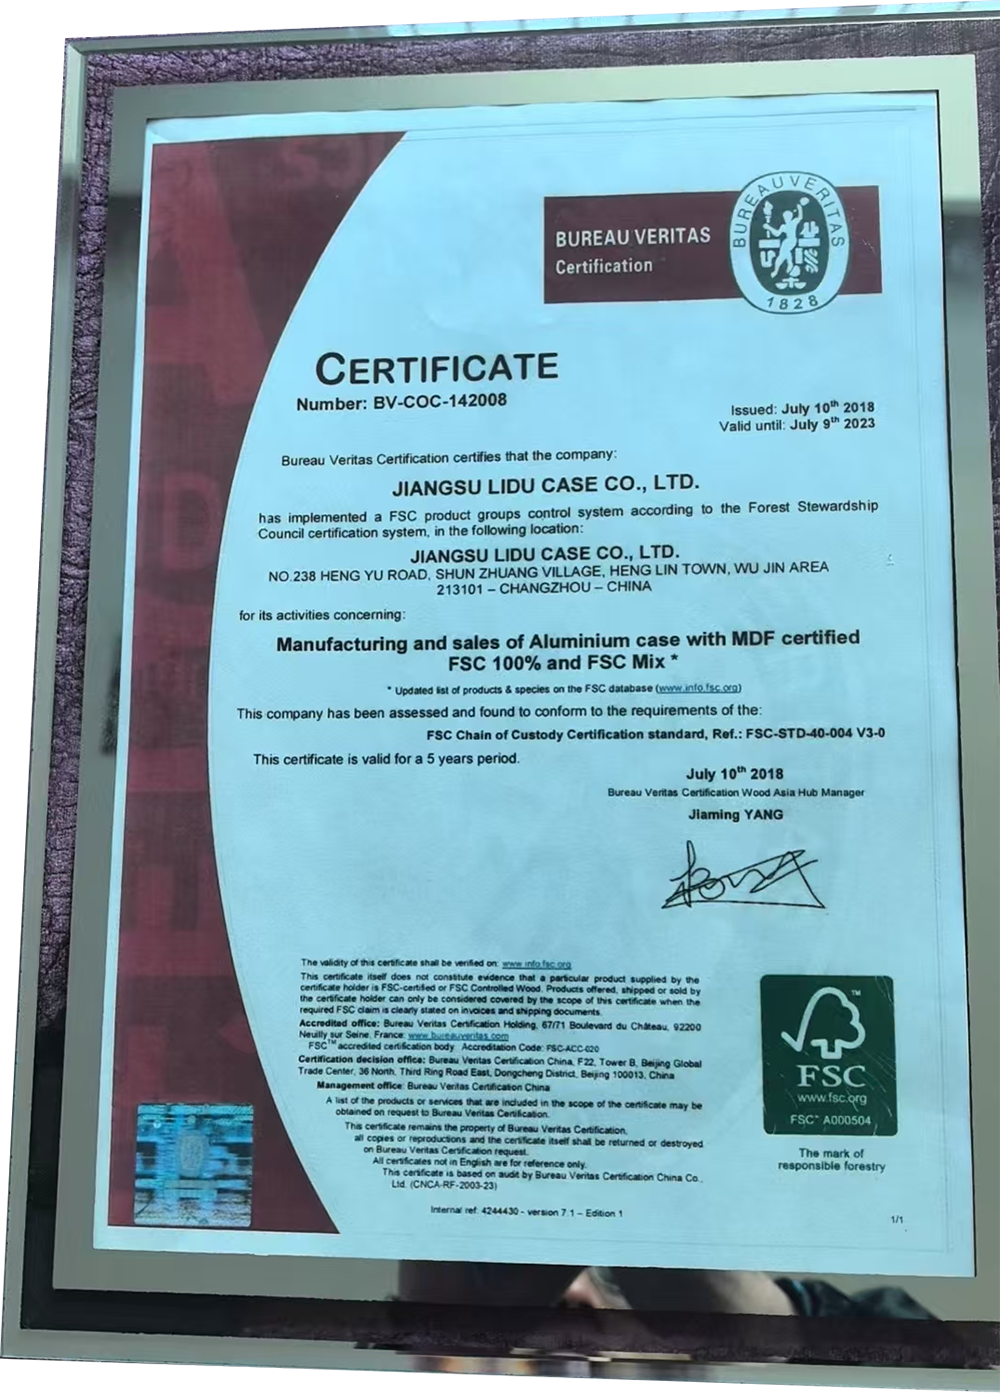 BUREAU VERITAS
Certification
BUREAU VERITAS
1828
CERTIFICATE
Number: BV-COC-142008
Issued: July 10th 2018
Valid until: July 9th 2023
Bureau Veritas Certification certifies that the company:
JIANGSU LIDU CASE CO., LTD.
has implemented a FSC product groups control system according to the Forest Stewardship
Council certification system, in the following location:
JIANGSU LIDU CASE CO., LTD.
NO.238 HENG YU ROAD, SHUN ZHUANG VILLAGE, HENG LIN TOWN, WU JIN AREA
213101 – CHANGZHOU – CHINA
for its activities concerning:
Manufacturing and sales of Aluminium case with MDF certified
FSC 100% and FSC Mix *
* Updated list of products & species on the FSC database (www.info.fsc.org)
This company has been assessed and found to conform to the requirements of the:
FSC Chain of Custody Certification standard, Ref.: FSC-STD-40-004 V3-0
This certificate is valid for a 5 years period.
July 10th 2018
Bureau Veritas Certification Wood Asia Hub Manager
Jiaming YANG
The validity of this certificate shall be verified on: www.info.fsc.org
This certificate itself does not constitute evidence that a particular product supplied by the
certificate holder is FSC-certified or FSC Controlled Wood. Products offered, shipped or sold by
the certificate holder can only be considered covered by the scope of this certificate when the
required FSC claim is clearly stated on invoices and shipping documents.
Accredited office: Bureau Veritas Certification Holding, 67/71 Boulevard du Château, 92200
Neuilly sur Seine, France: www.bureauveritas.com
FSC™ accredited certification body. Accreditation Code: FSC-ACC-020
Certification decision office: Bureau Veritas Certification China, F22, Tower B, Beijing Global
Trade Center, 36 North, Third Ring Road East, Dongcheng District, Beijing 100013, China
Management office: Bureau Veritas Certification China
A list of the products or services that are included in the scope of the certificate may be
obtained on request to Bureau Veritas Certification.
This certificate remains the property of Bureau Veritas Certification,
all copies or reproductions and the certificate itself shall be returned or destroyed
on Bureau Veritas Certification request.
All certificates not in English are for reference only.
This certificate is based on audit by Bureau Veritas Certification China Co.,
Ltd. (CNCA-RF-2003-23)
Internal ref: 4244430 - version 7.1 – Edition 1
1/1
™
FSC
www.fsc.org
FSC™ A000504
The mark of
responsible forestry